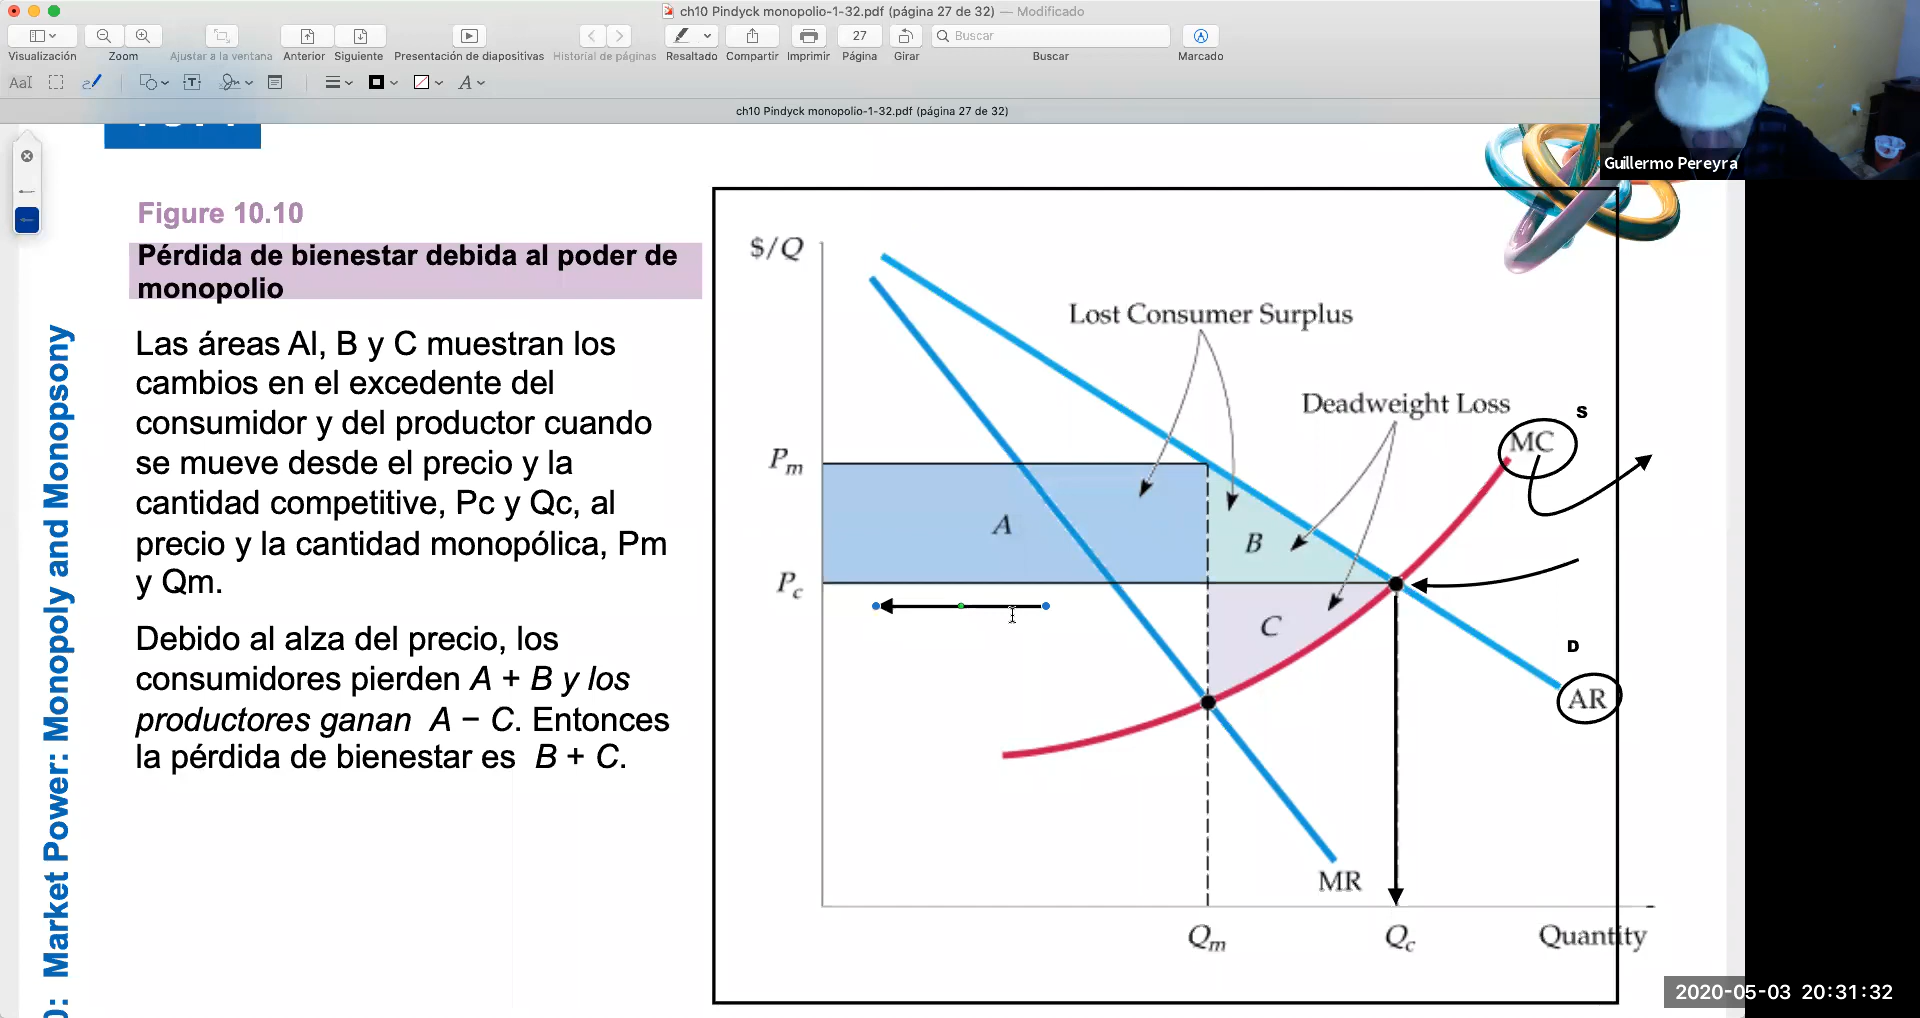 ch10 Pindyck monopolio-1-32.pdf (página 27 de 32) — Modificado
27
Buscar
Visualización
Zoom
Ajustar a la ventana
Anterior
Siguiente
Presentación de diapositivas
Historial de páginas
Resaltado
Compartir
Imprimir
Página
Girar
Buscar
Marcado
ch10 Pindyck monopolio-1-32.pdf (página 27 de 32)
Guillermo Pereyra
Market Power: Monopoly and Monopsony
Figure 10.10
Pérdida de bienestar debida al poder de
monopolio
Las áreas Al, B y C muestran los
cambios en el excedente del
consumidor y del productor cuando
se mueve desde el precio y la
cantidad competitive, Pc y Qc, al
precio y la cantidad monopólica, Pm
y Qm.
Debido al alza del precio, los
consumidores pierden A + B y los
productores ganan A − C. Entonces
la pérdida de bienestar es B + C.
$/Q
Lost Consumer Surplus
Deadweight Loss
S
MC
Pm
A
B
Pc
C
D
AR
MR
Qm
Qc
Quantity
2020-05-03 20:31:32